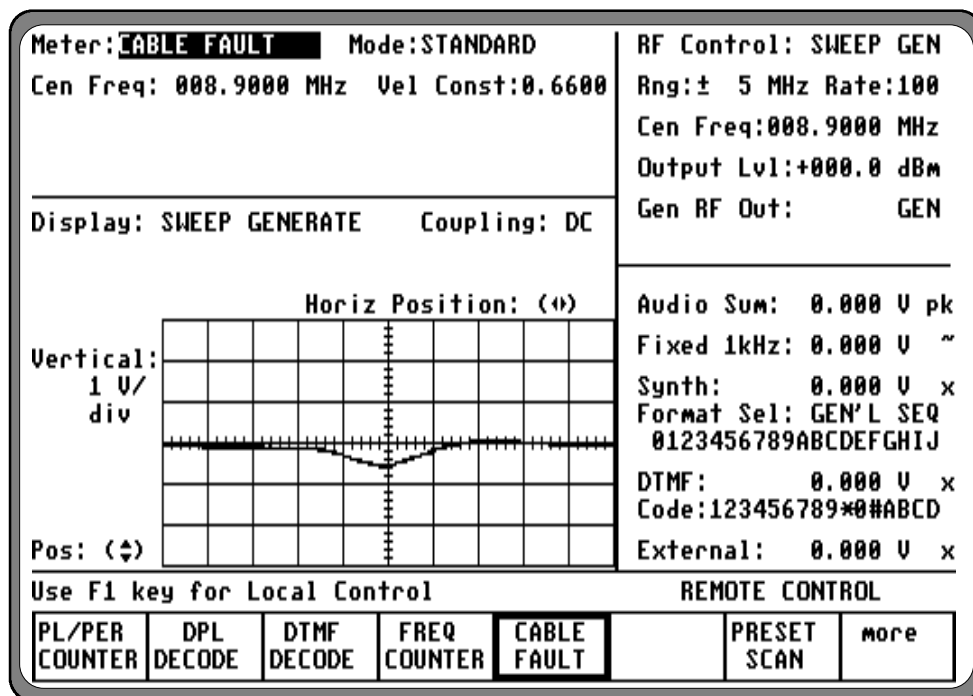 Meter:CABLE FAULT Mode:STANDARD
Cen Freq: 008.9000 MHz Vel Const:0.6600
Display: SWEEP GENERATE Coupling: DC
Horiz Position: (◂▸)
Vertical:
1 V/
div
Pos: (▴▾)
RF Control: SWEEP GEN
Rng:± 5 MHz Rate:100
Cen Freq:008.9000 MHz
Output Lvl:+000.0 dBm
Gen RF Out: GEN
Audio Sum: 0.000 V pk
Fixed 1kHz: 0.000 V ~
Synth: 0.000 V x
Format Sel: GEN'L SEQ
0123456789ABCDEFGHIJ
DTMF: 0.000 V x
Code:123456789*0#ABCD
External: 0.000 V x
Use F1 key for Local Control REMOTE CONTROL
PL/PER COUNTER
DPL DECODE
DTMF DECODE
FREQ COUNTER
CABLE FAULT
PRESET SCAN
more